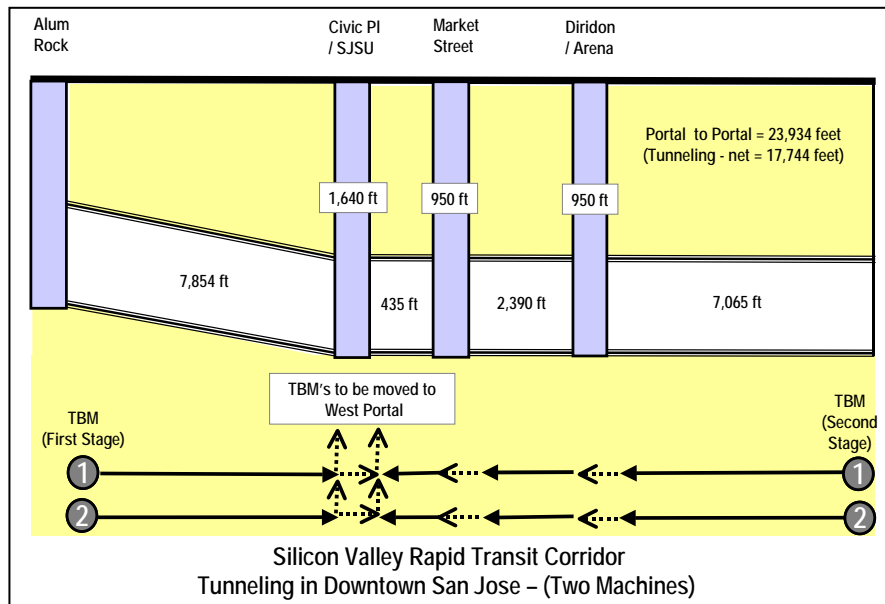 Alum
Rock
Civic Pl
/ SJSU
Market
Street
Diridon
/ Arena
Portal to Portal = 23,934 feet
(Tunneling - net = 17,744 feet)
1,640 ft
950 ft
950 ft
7,854 ft
435 ft
2,390 ft
7,065 ft
TBM's to be moved to
West Portal
TBM
(First Stage)
TBM
(Second
Stage)
1
1
2
2
Silicon Valley Rapid Transit Corridor
Tunneling in Downtown San Jose – (Two Machines)